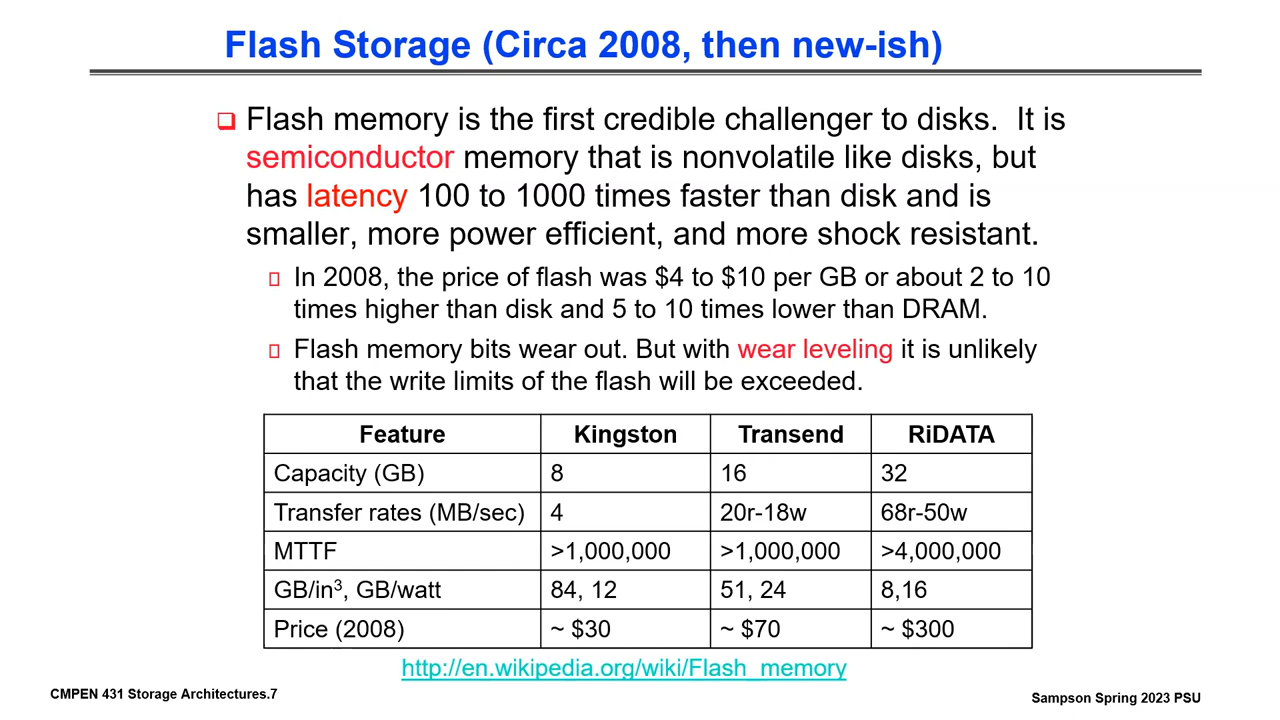 Flash Storage (Circa 2008, then new-ish)
Flash memory is the first credible challenger to disks.  It is
semiconductor memory that is nonvolatile like disks, but
has latency 100 to 1000 times faster than disk and is
smaller, more power efficient, and more shock resistant.
In 2008, the price of flash was $4 to $10 per GB or about 2 to 10
times higher than disk and 5 to 10 times lower than DRAM.
Flash memory bits wear out. But with wear leveling it is unlikely
that the write limits of the flash will be exceeded.
Feature Kingston Transend RiDATA
Capacity (GB) 8 16 32
Transfer rates (MB/sec) 4 20r-18w 68r-50w
MTTF >1,000,000 >1,000,000 >4,000,000
GB/in³, GB/watt 84, 12 51, 24 8,16
Price (2008) ~ $30 ~ $70 ~ $300
http://en.wikipedia.org/wiki/Flash_memory
CMPEN 431 Storage Architectures.7
Sampson Spring 2023 PSU